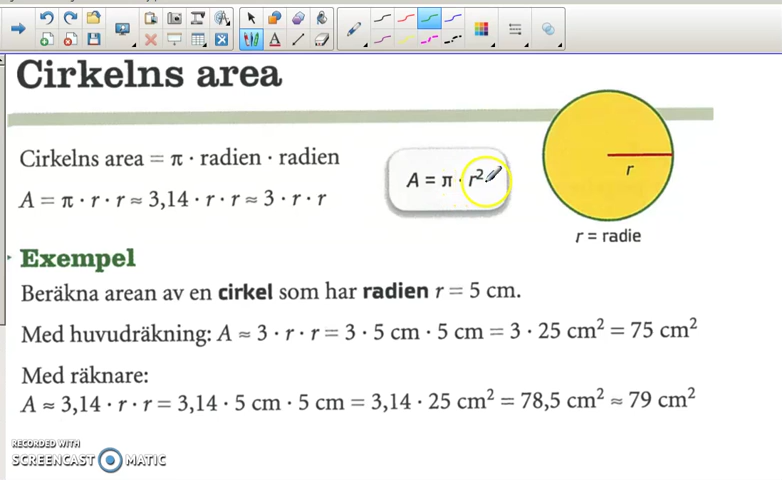 Cirkelns area
Cirkelns area = π · radien · radien
A = π · r · r ≈ 3,14 · r · r ≈ 3 · r · r
A = π · r²
r
r = radie
Exempel
Beräkna arean av en cirkel som har radien r = 5 cm.
Med huvudräkning: A ≈ 3 · r · r = 3 · 5 cm · 5 cm = 3 · 25 cm² = 75 cm²
Med räknare:
A ≈ 3,14 · r · r = 3,14 · 5 cm · 5 cm = 3,14 · 25 cm² = 78,5 cm² ≈ 79 cm²
RECORDED WITH
SCREENCAST MATIC